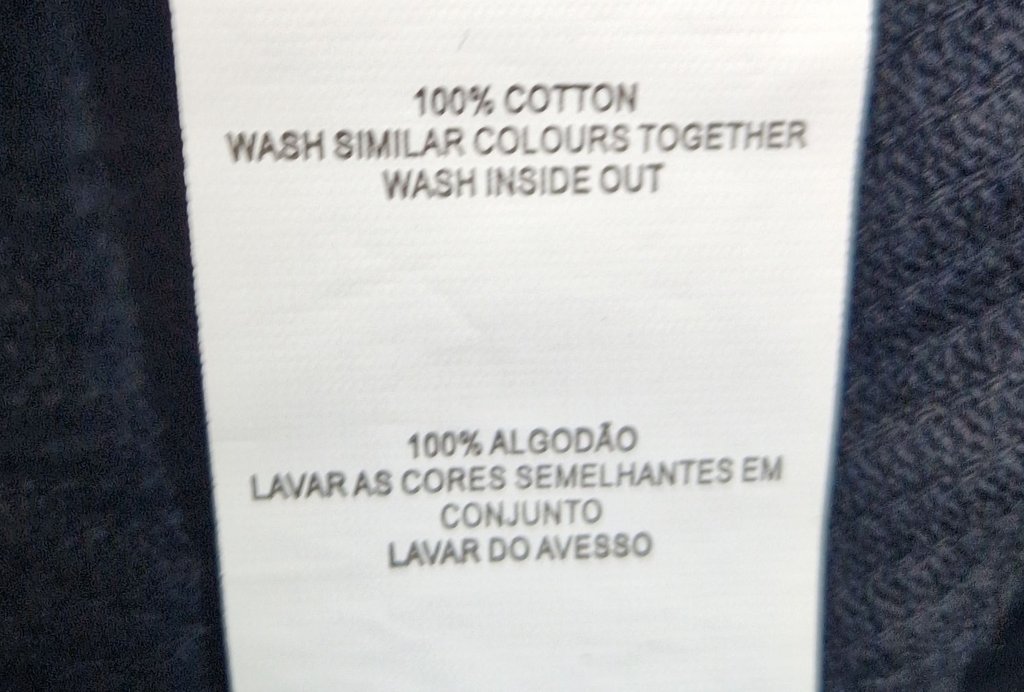 100% COTTON
WASH SIMILAR COLOURS TOGETHER
WASH INSIDE OUT
100% ALGODÃO
LAVAR AS CORES SEMELHANTES EM
CONJUNTO
LAVAR DO AVESSO